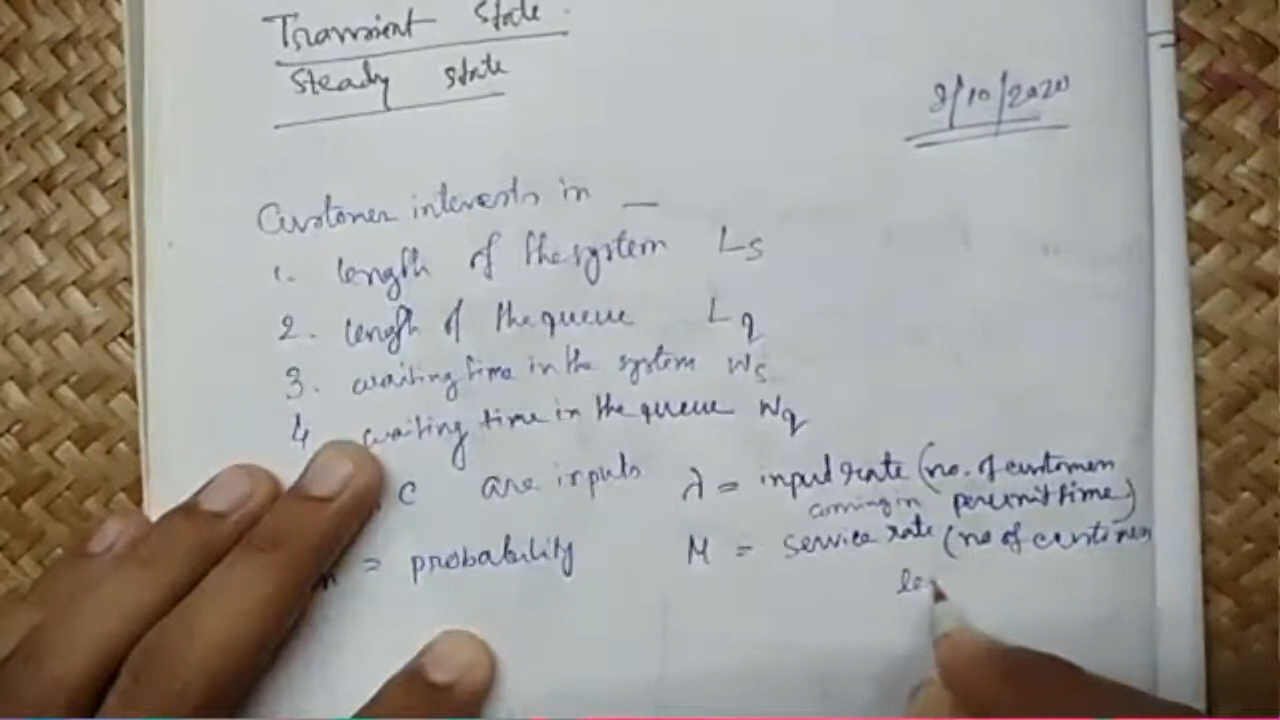 Transient state.
Steady state
8/10/2020
Customer interests in —
1. length of the system Ls
2. length of the queue Lq
3. waiting time in the system Ws
4 waiting time in the queue Wq
c are inputs
λ = input rate (no. of customers
coming in per unit time)
n = probability
M = service rate (no of customers
le